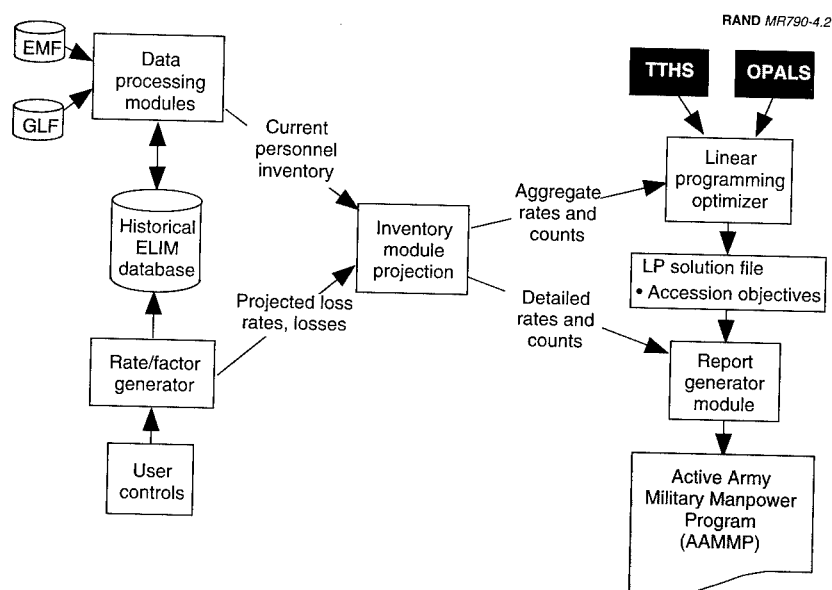 RAND MR790-4.2
EMF
GLF
Data
processing
modules
TTHS
OPALS
Current
personnel
inventory
Linear
programming
optimizer
Aggregate
rates and
counts
Historical
ELIM
database
Inventory
module
projection
LP solution file
• Accession objectives
Projected loss
rates, losses
Detailed
rates and
counts
Rate/factor
generator
Report
generator
module
User
controls
Active Army
Military Manpower
Program
(AAMMP)